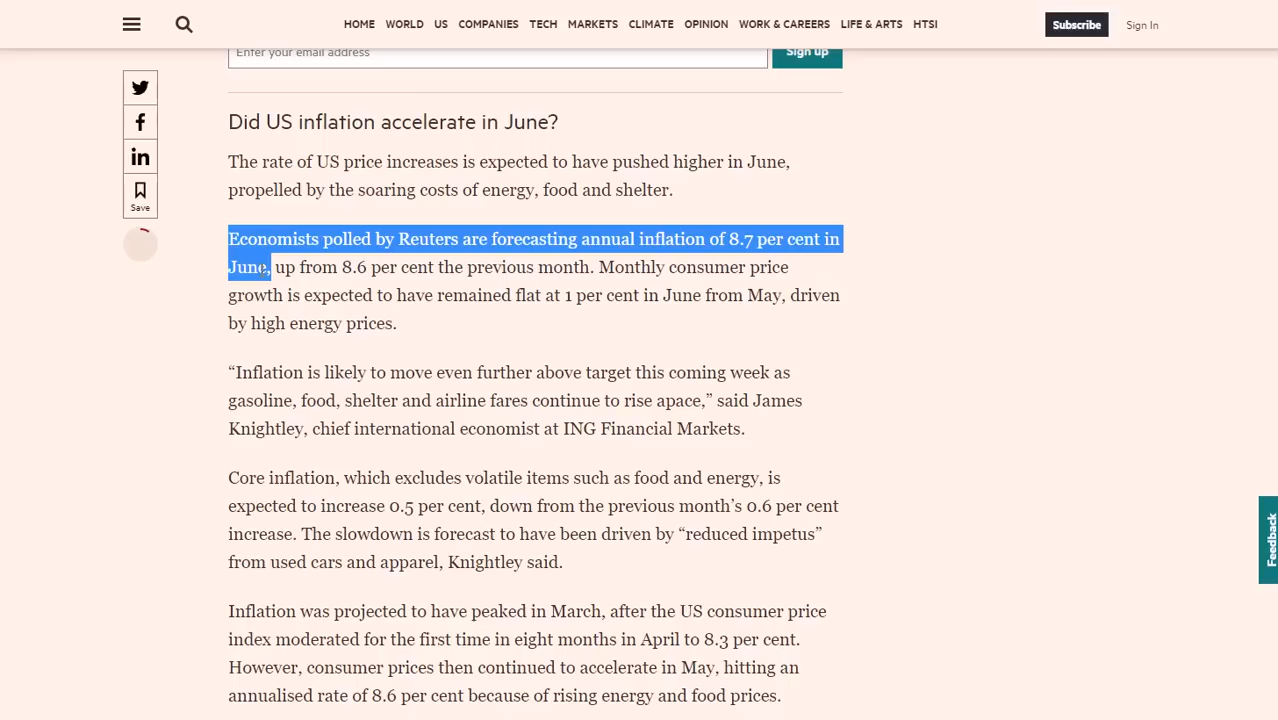 HOME WORLD US COMPANIES TECH MARKETS CLIMATE OPINION WORK & CAREERS LIFE & ARTS HTSI Subscribe Sign In
Enter your email address Sign up
Save
Did US inflation accelerate in June?
The rate of US price increases is expected to have pushed higher in June,
propelled by the soaring costs of energy, food and shelter.
Economists polled by Reuters are forecasting annual inflation of 8.7 per cent in
June, up from 8.6 per cent the previous month. Monthly consumer price
growth is expected to have remained flat at 1 per cent in June from May, driven
by high energy prices.
“Inflation is likely to move even further above target this coming week as
gasoline, food, shelter and airline fares continue to rise apace,” said James
Knightley, chief international economist at ING Financial Markets.
Core inflation, which excludes volatile items such as food and energy, is
expected to increase 0.5 per cent, down from the previous month’s 0.6 per cent
increase. The slowdown is forecast to have been driven by “reduced impetus”
from used cars and apparel, Knightley said.
Inflation was projected to have peaked in March, after the US consumer price
index moderated for the first time in eight months in April to 8.3 per cent.
However, consumer prices then continued to accelerate in May, hitting an
annualised rate of 8.6 per cent because of rising energy and food prices.
Feedback